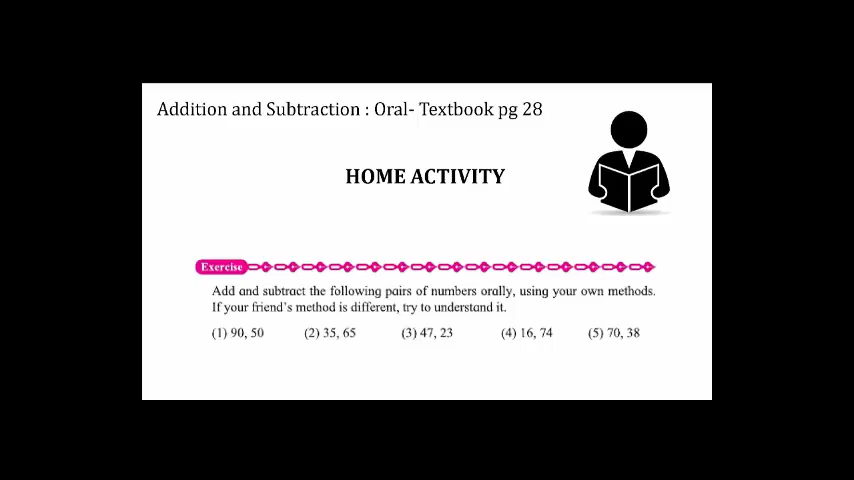 Addition and Subtraction : Oral- Textbook pg 28
HOME ACTIVITY
Exercise
Add and subtract the following pairs of numbers orally, using your own methods.
If your friend's method is different, try to understand it.
(1) 90, 50 (2) 35, 65 (3) 47, 23 (4) 16, 74 (5) 70, 38